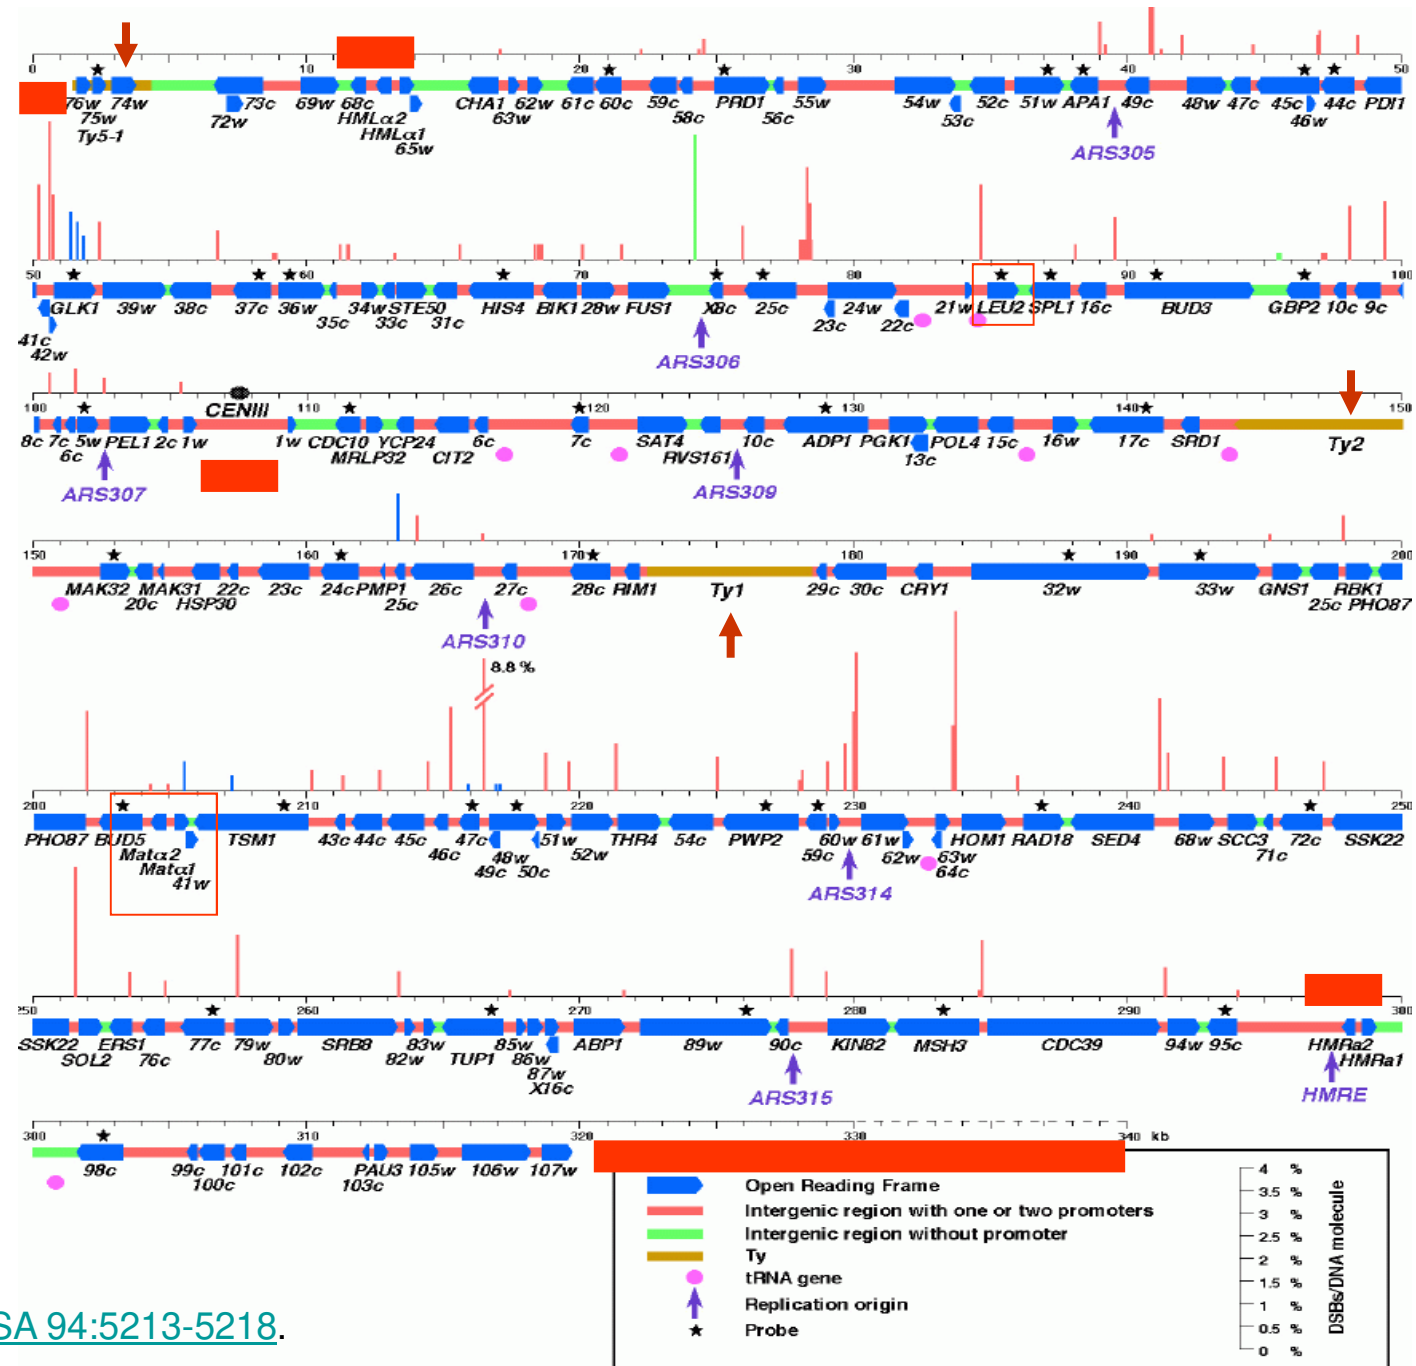 0 10 20 30 40 50
76w 74w 73c 69w 68c CHA1 62w 61c 60c 59c PRD1 55w 54w 52c 51w APA1 49c 48w 47c 45c 44c PDI1
75w 72w HMLα2 63w 58c 56c 53c 46w
Ty5-1 HMLα1
65w
ARS305
50 60 70 80 90 100
GLK1 39w 38c 37c 36w 34w STE50 HIS4 BIK1 28w FUS1 25c 24w 21w LEU2 SPL1 16c BUD3 GBP2 10c 9c
41c 35c 33c 31c 23c 22c
42w
ARS306
100 CENIII 110 120 130 140 150
8c 7c 5w PEL1 2c 1w 1w CDC10 YCP24 6c 7c SAT4 10c ADP1 PGK1 POL4 15c 16w 17c SRD1 Ty2
6c MRLP32 CIT2 RVS161 13c
ARS307 ARS309
150 160 170 180 190 200
MAK32 MAK31 22c 23c 24c PMP1 26c 27c 28c RIM1 Ty1 29c 30c CRY1 32w 33w GNS1 RBK1
20c HSP30 25c 25c PHO87
ARS310
8.8 %
200 210 220 230 240 250
PHO87 BUD5 TSM1 43c 44c 45c 47c 51w THR4 54c PWP2 60w 61w HOM1 RAD18 SED4 68w SCC3 72c SSK22
Matα2 46c 48w 52w 59c 62w 63w 71c
Matα1 49c 50c 64c
41w
ARS314
250 260 270 280 290 300
SSK22 ERS1 77c 79w SRB8 83w 85w ABP1 89w 90c KIN82 MSH3 CDC39 94w 95c HMRa2
SOL2 76c 80w 82w TUP1 86w HMRa1
87w
X16c
ARS315 HMRE
300 310 320 330 340 kb
98c 99c 101c 102c PAU3 105w 106w 107w
100c 103c
Open Reading Frame
Intergenic region with one or two promoters
Intergenic region without promoter
Ty
tRNA gene
Replication origin
Probe
4 %
3.5 %
3 %
2.5 %
2 %
1.5 %
1 %
0.5 %
0 %
DSBs/DNA molecule
SA 94:5213-5218.